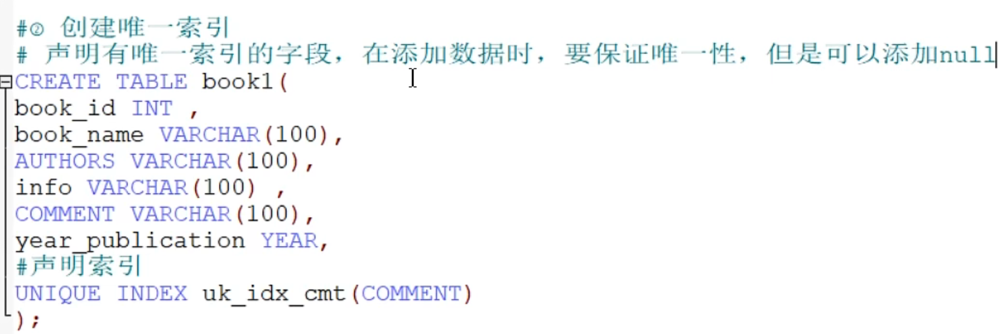 #② 创建唯一索引
# 声明有唯一索引的字段，在添加数据时，要保证唯一性，但是可以添加null
CREATE TABLE book1(
book_id INT ,
book_name VARCHAR(100),
AUTHORS VARCHAR(100),
info VARCHAR(100) ,
COMMENT VARCHAR(100),
year_publication YEAR,
#声明索引
UNIQUE INDEX uk_idx_cmt(COMMENT)
);